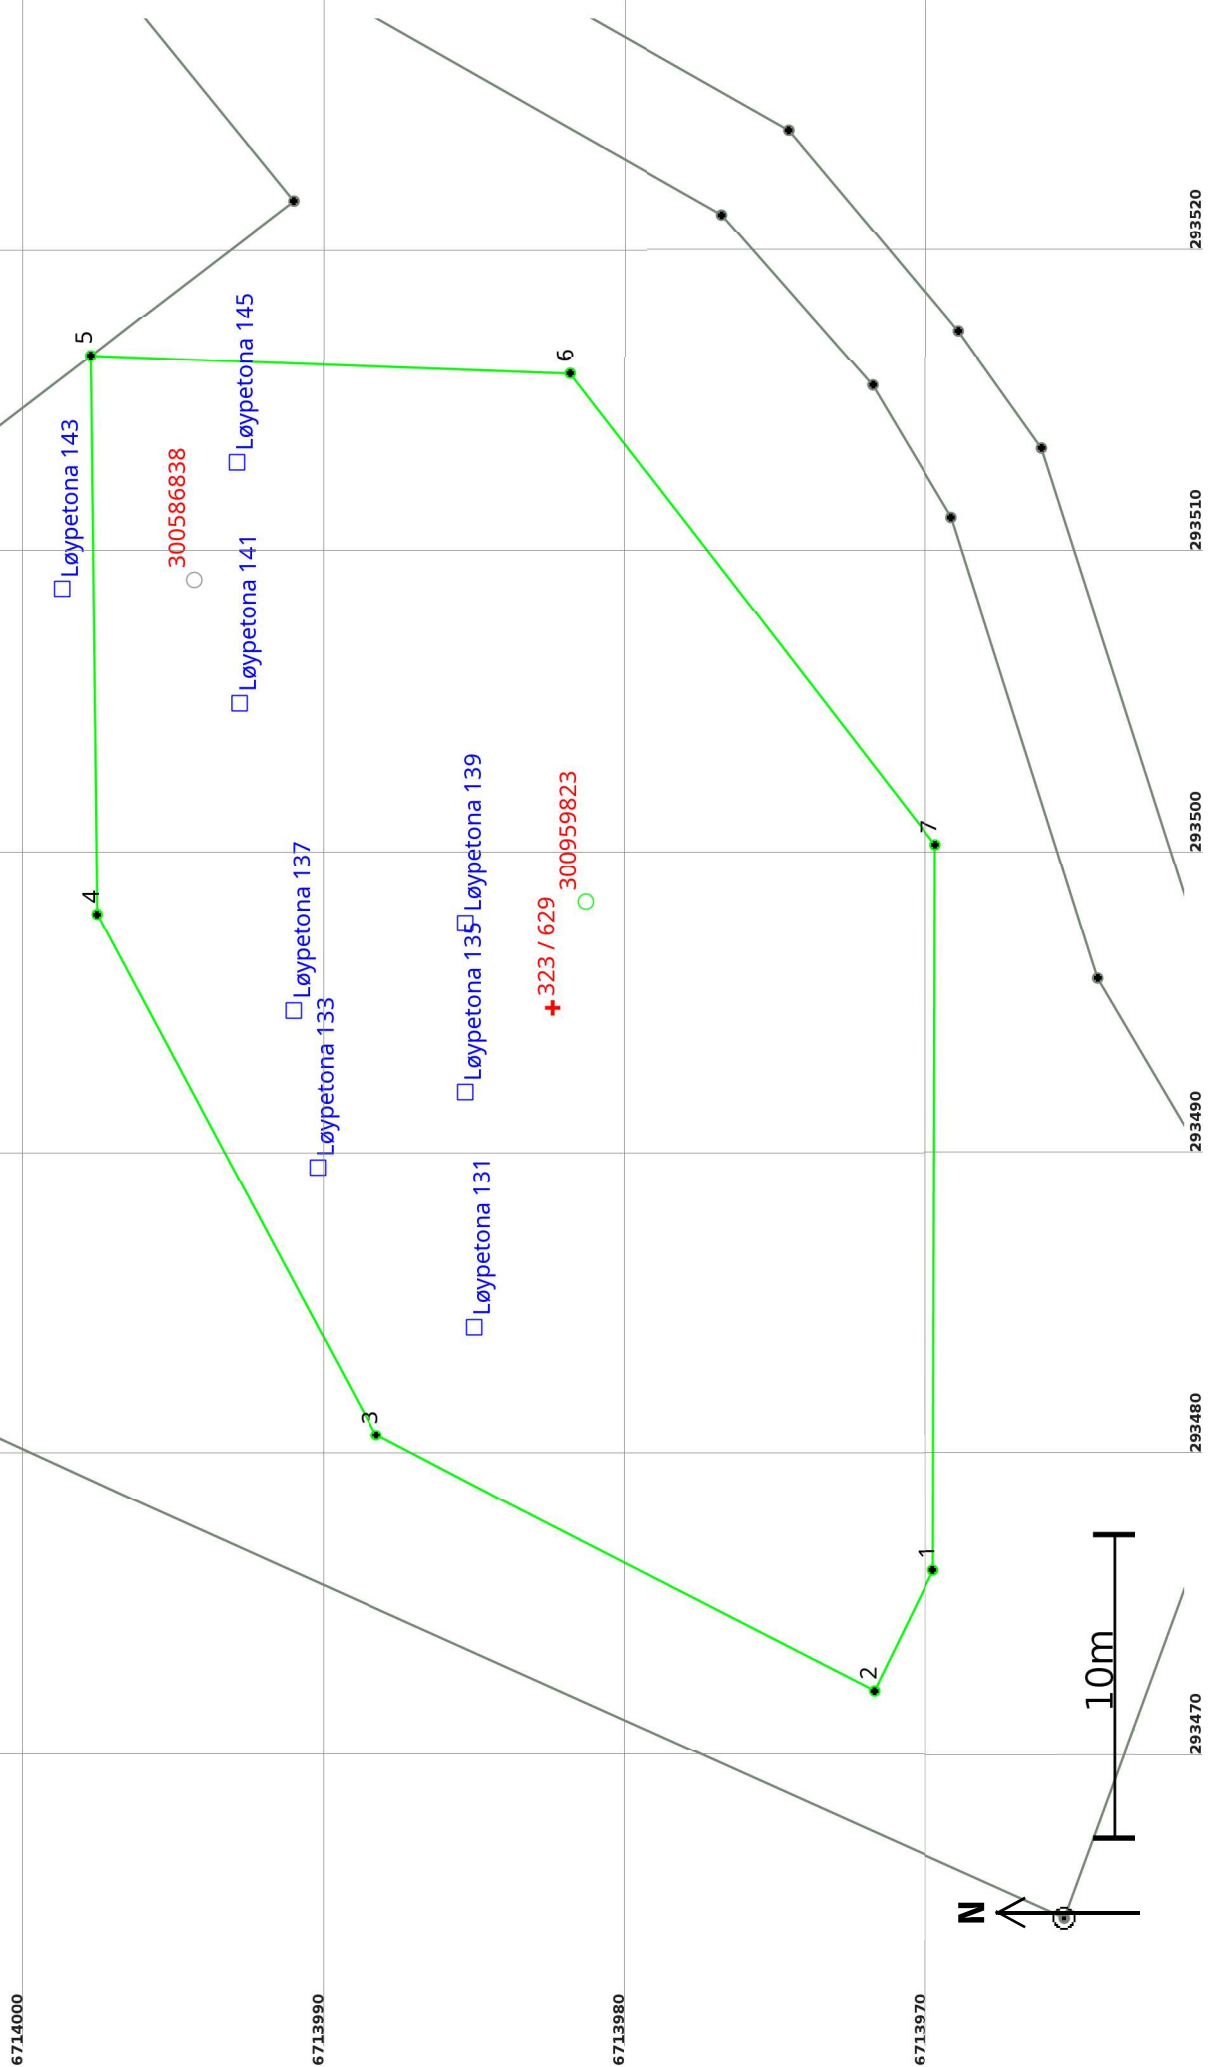 6714000
Løypetona 143
5
4
300586838
Løypetona 141
Løypetona 145
Løypetona 137
6713990
Løypetona 133
3
Løypetona 135
Løypetona 139
Løypetona 131
323 / 629
300959823
6
6713980
2
6713970
1
7
N
10m
293470
293480
293490
293500
293510
293520